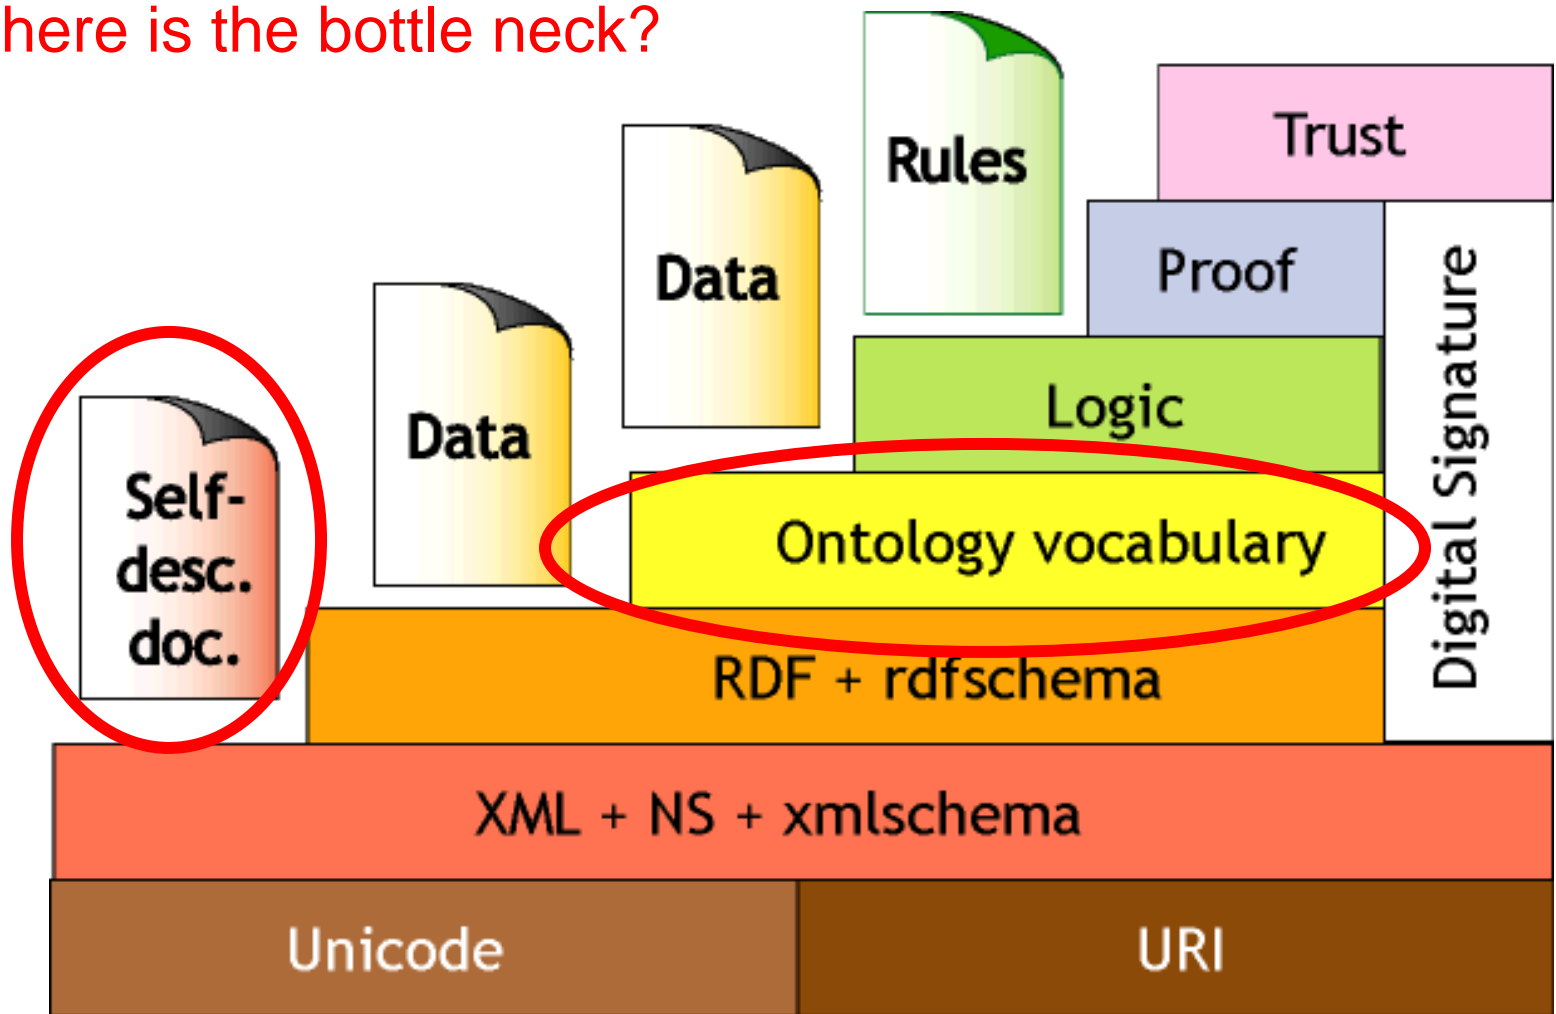 here is the bottle neck?
Trust
Rules
Proof
Data
Digital Signature
Logic
Data
Self-
desc.
doc.
Ontology vocabulary
RDF + rdfschema
XML + NS + xmlschema
Unicode
URI